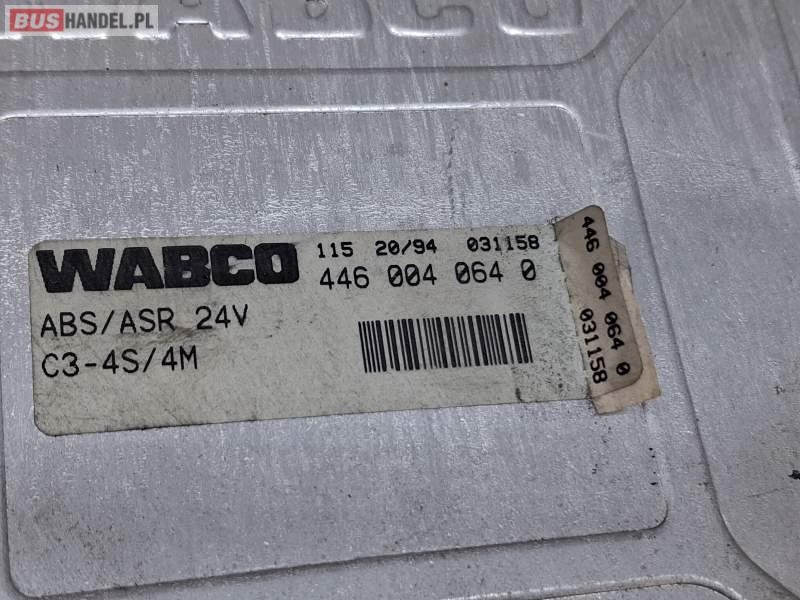 BUSHANDEL.PL
WABCO
WABCO
115 20/94 031158
446 004 064 0
ABS/ASR 24V
C3-4S/4M
446 004 064 0
031158